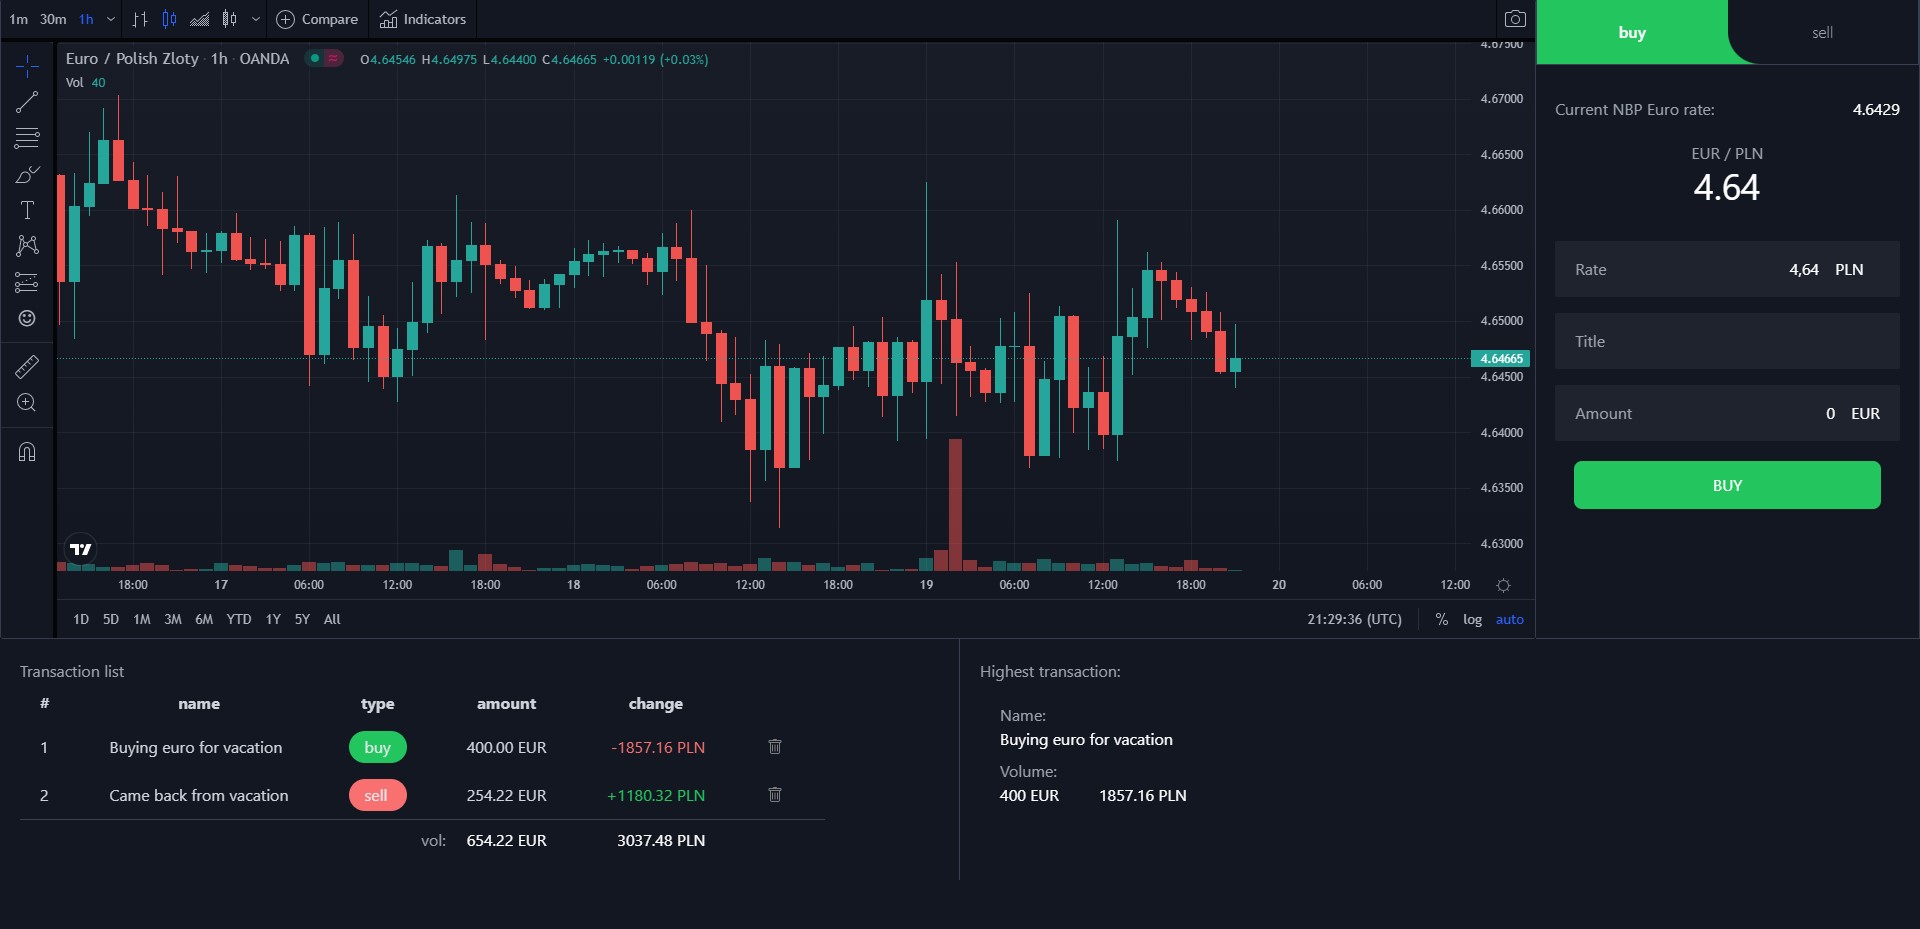 1m 30m 1h Compare Indicators
Euro / Polish Zloty · 1h · OANDA O4.64546 H4.64975 L4.64400 C4.64665 +0.00119 (+0.03%)
Vol 40
4.67500
4.67000
4.66500
4.66000
4.65500
4.65000
4.64665
4.64500
4.64000
4.63500
4.63000
18:00 17 06:00 12:00 18:00 18 06:00 12:00 18:00 19 06:00 12:00 18:00 20 06:00 12:00
1D 5D 1M 3M 6M YTD 1Y 5Y All 21:29:36 (UTC) % log auto
buy sell
Current NBP Euro rate: 4.6429
EUR / PLN
4.64
Rate 4,64 PLN
Title
Amount 0 EUR
BUY
Transaction list
# name type amount change
1 Buying euro for vacation buy 400.00 EUR -1857.16 PLN
2 Came back from vacation sell 254.22 EUR +1180.32 PLN
vol: 654.22 EUR 3037.48 PLN
Highest transaction:
Name:
Buying euro for vacation
Volume:
400 EUR 1857.16 PLN